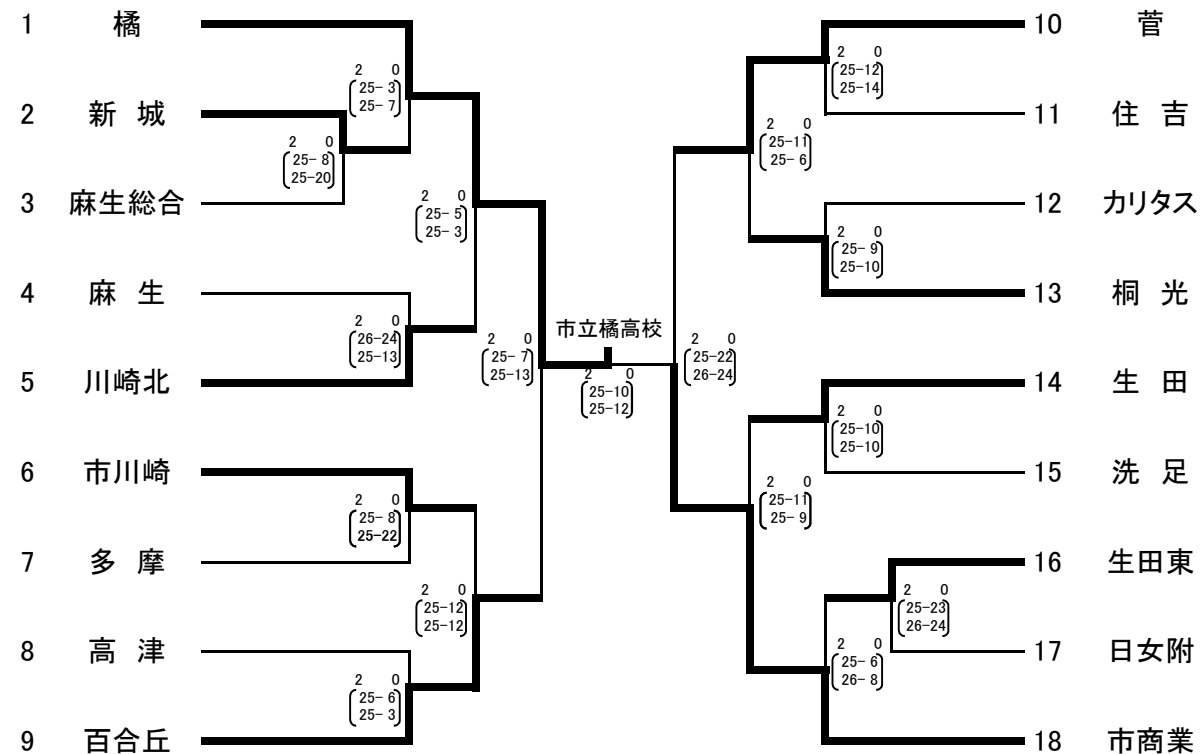 1 橘
2 新 城
3 麻生総合
4 麻 生
5 川崎北
6 市川崎
7 多 摩
8 高 津
9 百合丘
2 0
25- 3
25- 7
2 0
25- 8
25-20
2 0
25- 5
25- 3
2 0
26-24
25-13
2 0
25- 7
25-13
2 0
25- 8
25-22
2 0
25-12
25-12
2 0
25- 6
25- 3
市立橘高校
2 0
25-10
25-12
2 0
25-12
25-14
2 0
25-11
25- 6
2 0
25- 9
25-10
2 0
25-22
26-24
2 0
25-10
25-10
2 0
25-11
25- 9
2 0
25-23
26-24
2 0
25- 6
26- 8
10 菅
11 住 吉
12 カリタス
13 桐 光
14 生 田
15 洗 足
16 生田東
17 日女附
18 市商業